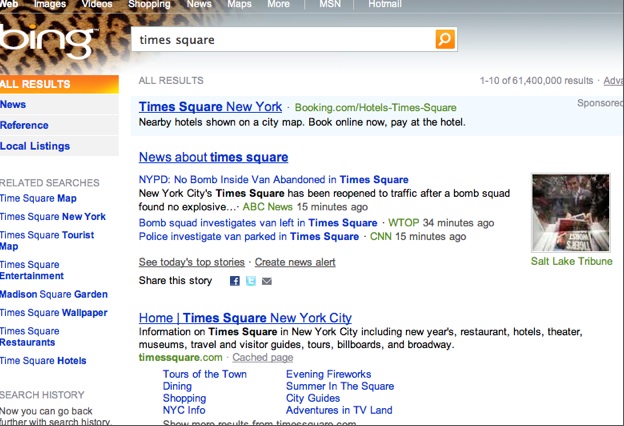 Web Images Videos Shopping News Maps More MSN Hotmail
bing
times square
ALL RESULTS
News
Reference
Local Listings
RELATED SEARCHES
Time Square Map
Times Square New York
Times Square Tourist
Map
Times Square
Entertainment
Madison Square Garden
Times Square Wallpaper
Times Square
Restaurants
Time Square Hotels
SEARCH HISTORY
Now you can go back
further with search history.
ALL RESULTS
1-10 of 61,400,000 results · Adva
Times Square New York · Booking.com/Hotels-Times-Square
Sponsored
Nearby hotels shown on a city map. Book online now, pay at the hotel.
News about times square
NYPD: No Bomb Inside Van Abandoned in Times Square
New York City's Times Square has been reopened to traffic after a bomb squad
found no explosive… · ABC News 15 minutes ago
Bomb squad investigates van left in Times Square · WTOP 34 minutes ago
Police investigate van parked in Times Square · CNN 15 minutes ago
Salt Lake Tribune
See today's top stories · Create news alert
Share this story
Home | Times Square New York City
Information on Times Square in New York City including new year's, restaurant, hotels, theater,
museums, travel and visitor guides, tours, billboards, and broadway.
timessquare.com · Cached page
Tours of the Town
Dining
Shopping
NYC Info
Evening Fireworks
Summer In The Square
City Guides
Adventures in TV Land
Show more results from timessquare.com